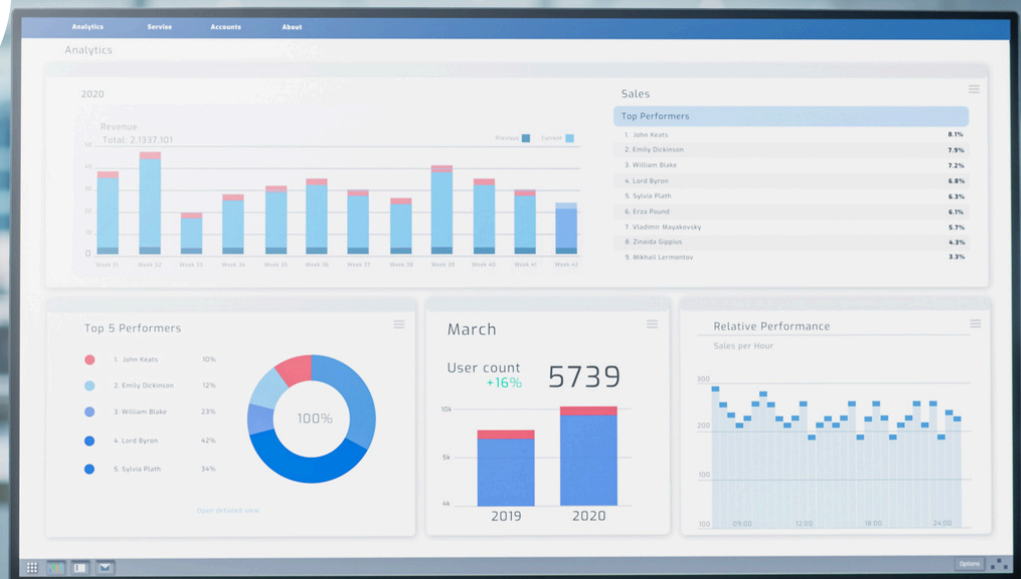 Analytics Servise Accounts About
Analytics
2020
Revenue
Total: 2.1337.101
Previous Current
50
40
30
20
10
0
Week 31 Week 32 Week 33 Week 34 Week 35 Week 36 Week 37 Week 38 Week 39 Week 40 Week 41 Week 42
Sales
Top Performers
1. John Keats 8.1%
2. Emily Dickinson 7.9%
3. William Blake 7.2%
4. Lord Byron 6.8%
5. Sylvia Plath 6.3%
6. Erza Pound 6.1%
7. Vladimir Mayakovsky 5.7%
8. Zinaida Gippius 4.3%
9. Mikhail Lermontov 3.3%
Top 5 Performers
1. John Keats 10%
2. Emily Dickinson 12%
3. William Blake 23%
4. Lord Byron 42%
5. Sylvia Plath 34%
100%
Open detailed view
March
User count
+16%
5739
10k
5k
4k
2019 2020
Relative Performance
Sales per Hour
300
200
100
100 09:00 12:00 18:00 24:00
Options